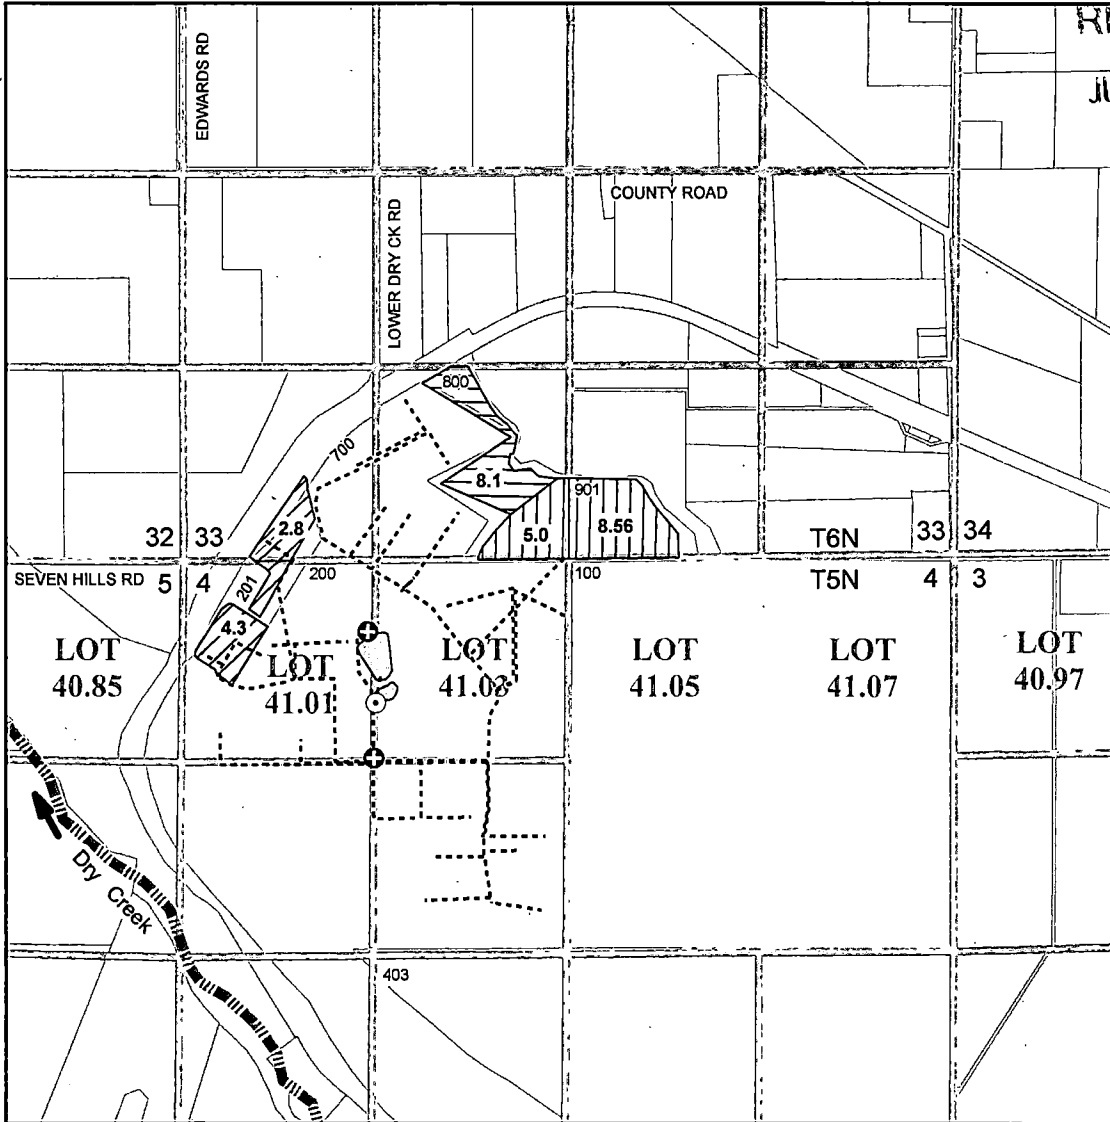 EDWARDS RD
COUNTY ROAD
LOWER DRY CK RD
800
700
8.1
901
2.8
5.0
8.56
32 33
T6N
33 34
SEVEN HILLS RD
5 4
200
100
T5N
4 3
201
4.3
LOT
40.85
LOT
41.01
LOT
41.03
LOT
41.05
LOT
41.07
LOT
40.97
Dry Creek
403